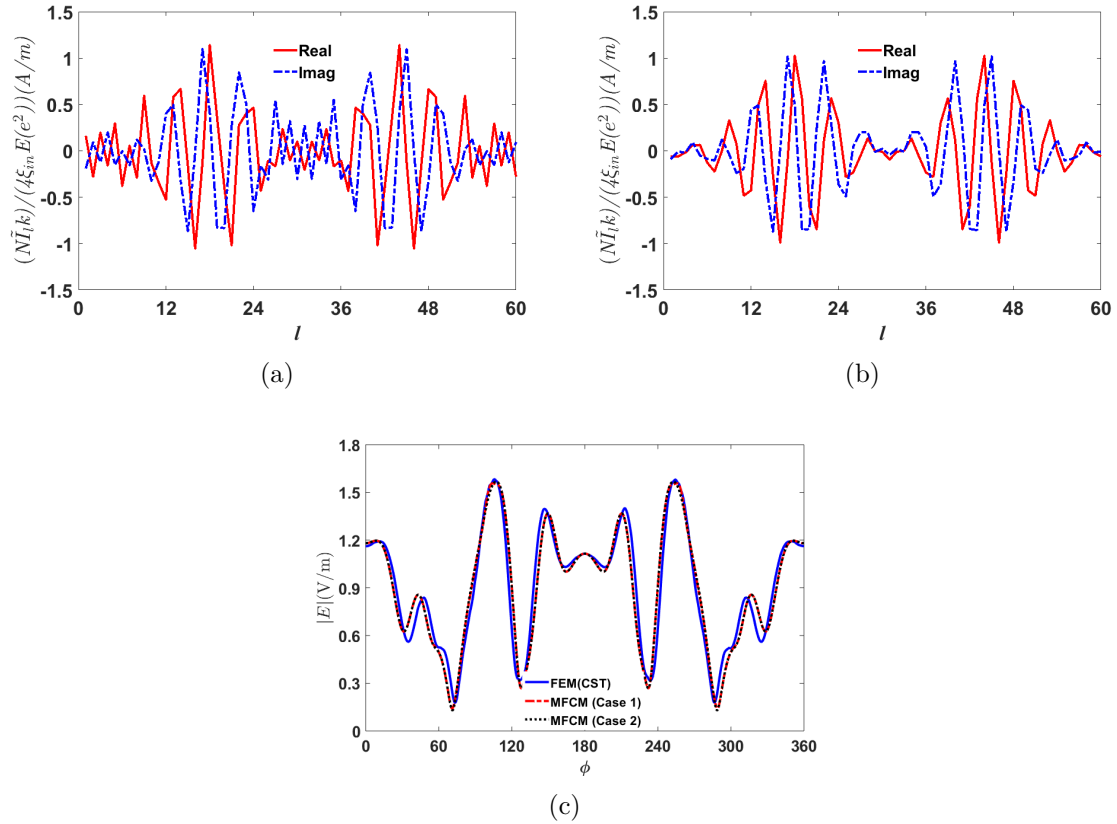 1.5
1
0.5
0
-0.5
-1
-1.5
(NĨ_l k)/(4ξ_in E(e^2))(A/m)
Real
Imag
0 12 24 36 48 60
l
(a)
1.5
1
0.5
0
-0.5
-1
-1.5
(NĨ_l k)/(4ξ_in E(e^2))(A/m)
Real
Imag
0 12 24 36 48 60
l
(b)
1.8
1.5
1.2
0.9
0.6
0.3
0
|E|(V/m)
FEM(CST)
MFCM (Case 1)
MFCM (Case 2)
0 60 120 180 240 300 360
ϕ
(c)